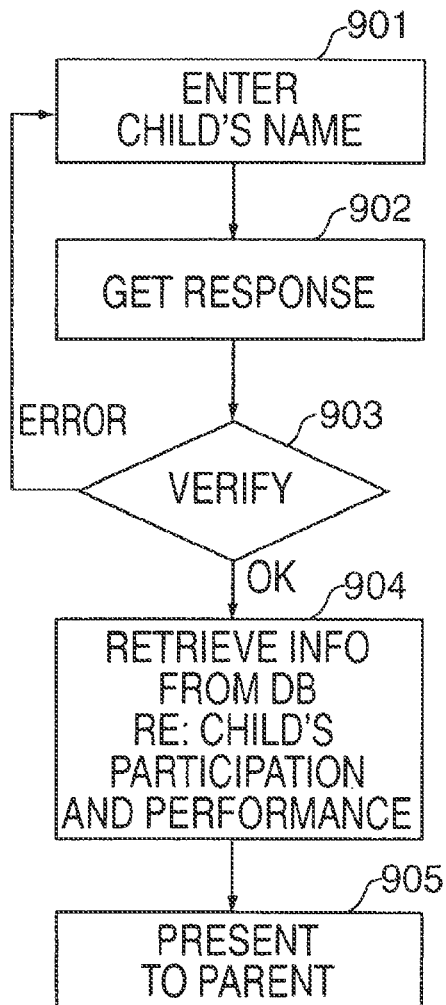 901
ENTER
CHILD'S NAME
902
GET RESPONSE
ERROR
903
VERIFY
OK
904
RETRIEVE INFO
FROM DB
RE: CHILD'S
PARTICIPATION
AND PERFORMANCE
905
PRESENT
TO PARENT